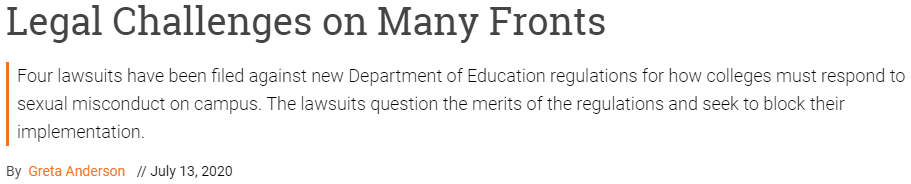 Legal Challenges on Many Fronts
Four lawsuits have been filed against new Department of Education regulations for how colleges must respond to
sexual misconduct on campus. The lawsuits question the merits of the regulations and seek to block their
implementation.
By Greta Anderson // July 13, 2020